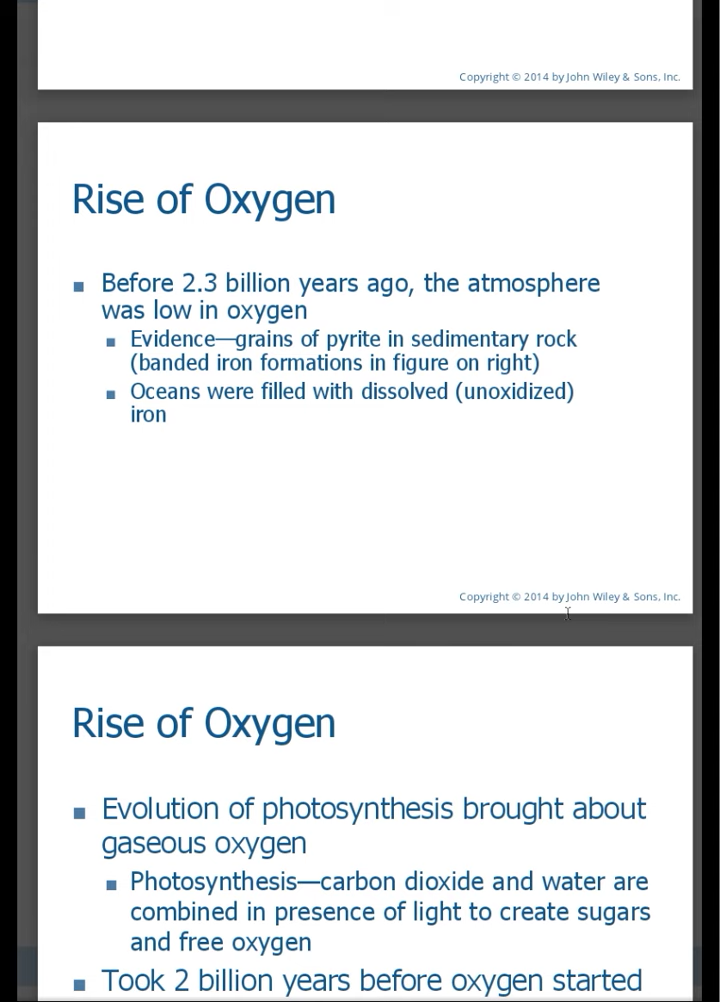 Copyright © 2014 by John Wiley & Sons, Inc.
Rise of Oxygen
Before 2.3 billion years ago, the atmosphere
was low in oxygen
Evidence—grains of pyrite in sedimentary rock
(banded iron formations in figure on right)
Oceans were filled with dissolved (unoxidized)
iron
Copyright © 2014 by John Wiley & Sons, Inc.
Rise of Oxygen
Evolution of photosynthesis brought about
gaseous oxygen
Photosynthesis—carbon dioxide and water are
combined in presence of light to create sugars
and free oxygen
Took 2 billion years before oxygen started